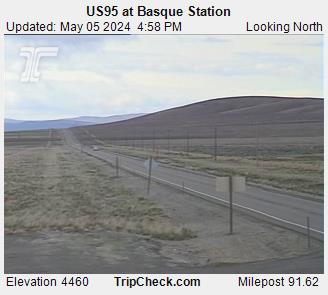 US95 at Basque Station
Updated: May 05 2024 4:58 PM Looking North
Elevation 4460 TripCheck.com Milepost 91.62